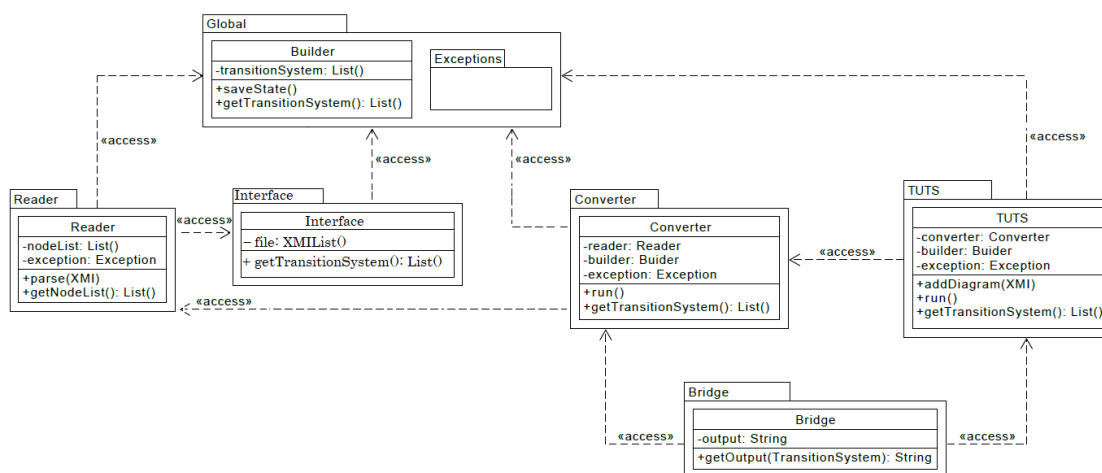 Global
Builder
-transitionSystem: List()
+saveState()
+getTransitionSystem(): List()
Exceptions
«access»
«access»
«access»
«access»
Reader
Reader
-nodeList: List()
-exception: Exception
+parse(XMI)
+getNodeList(): List()
«access»
Interface
Interface
– file: XMIList()
+ getTransitionSystem(): List()
Converter
Converter
-reader: Reader
-builder: Buider
-exception: Exception
+run()
+getTransitionSystem(): List()
«access»
TUTS
TUTS
-converter: Converter
-builder: Buider
-exception: Exception
+addDiagram(XMI)
+run()
+getTransitionSystem(): List()
«access»
Bridge
Bridge
-output: String
+getOutput(TransitionSystem): String
«access»
«access»